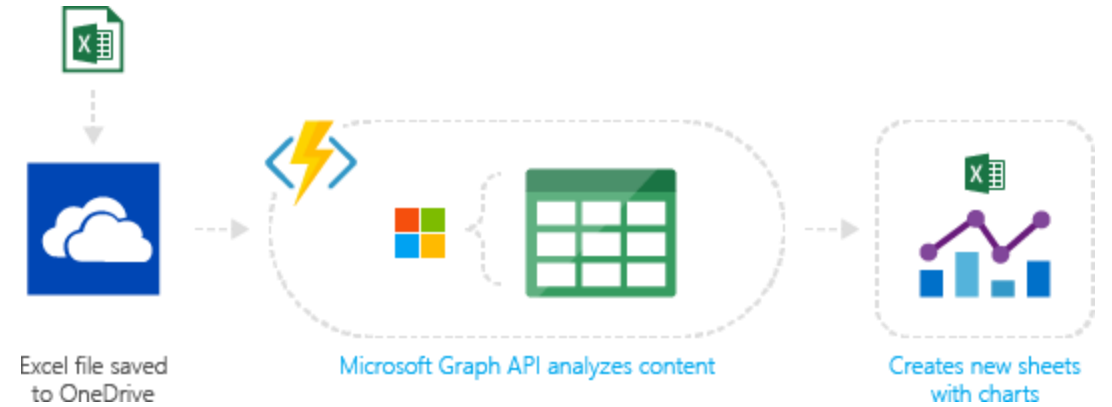 Excel file saved
to OneDrive
Microsoft Graph API analyzes content
Creates new sheets
with charts